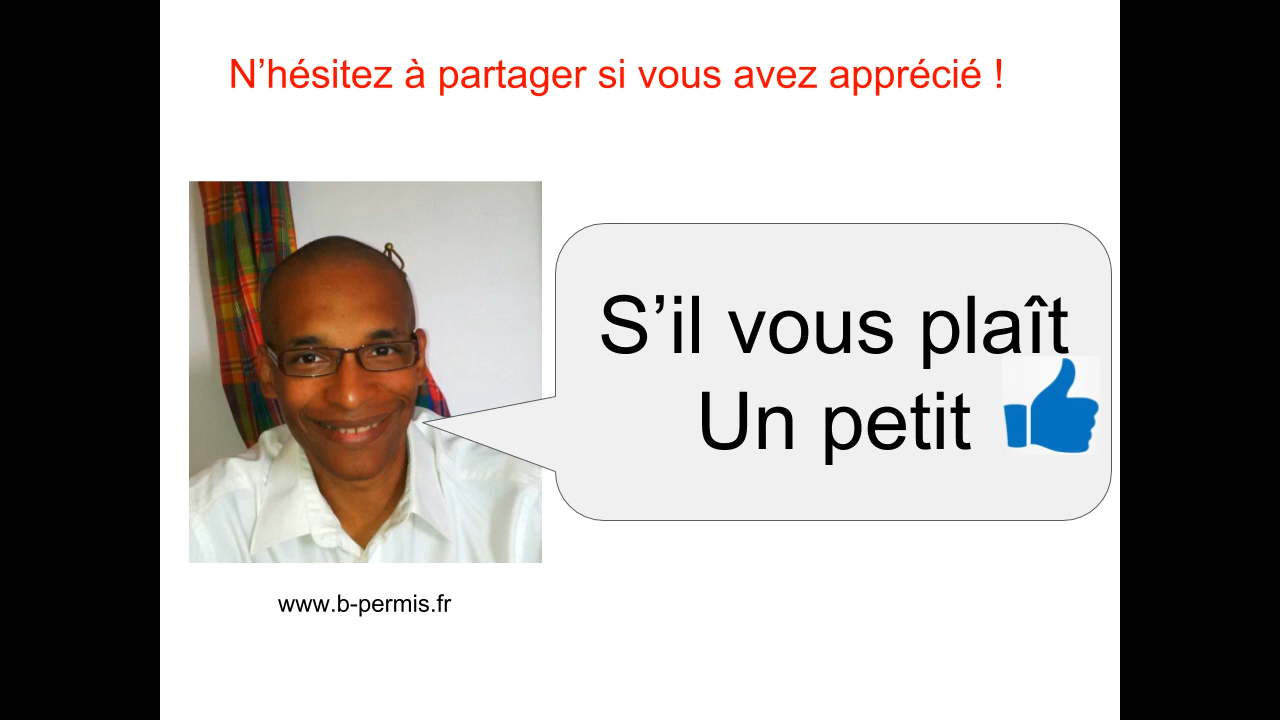 N’hésitez à partager si vous avez apprécié !
S’il vous plaît
Un petit
www.b-permis.fr